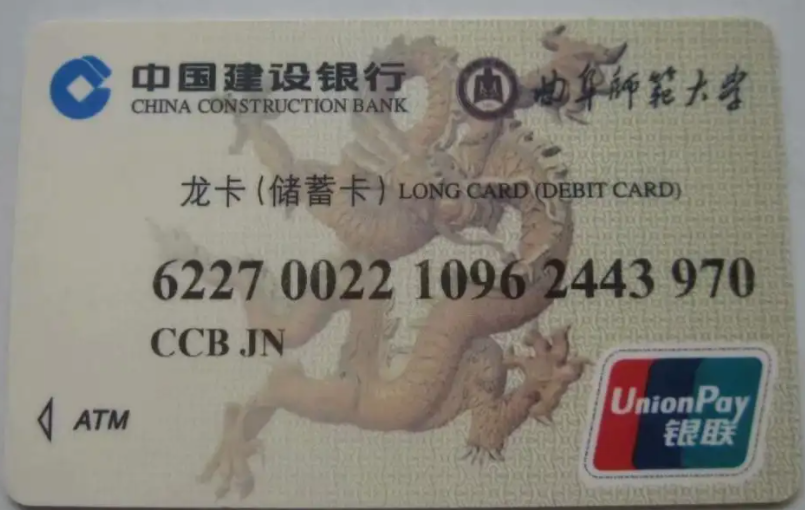 中国建设银行 曲阜师范大学
CHINA CONSTRUCTION BANK
龙卡(储蓄卡) LONG CARD (DEBIT CARD)
6227 0022 1096 2443 970
CCB JN
ATM
UnionPay
银联